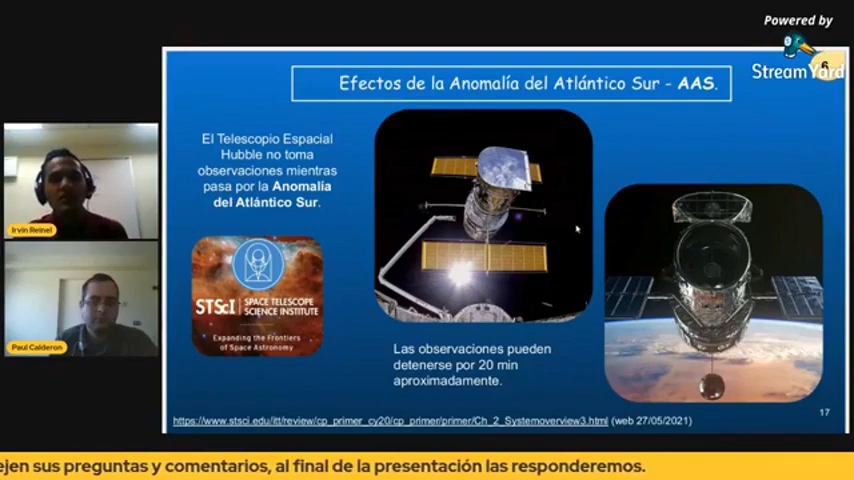 Powered by
StreamYard
6
Efectos de la Anomalía del Atlántico Sur - AAS.
El Telescopio Espacial
Hubble no toma
observaciones mientras
pasa por la Anomalía
del Atlántico Sur.
STScI | SPACE TELESCOPE
SCIENCE INSTITUTE
Expanding the Frontiers
of Space Astronomy
Las observaciones pueden
detenerse por 20 min
aproximadamente.
https://www.stsci.edu/itt/review/cp_primer_cy20/cp_primer/primer/Ch_2_Systemoverview3.html (web 27/05/2021)
17
Irvin Reinel
Paul Calderon
ejen sus preguntas y comentarios, al final de la presentación las responderemos.